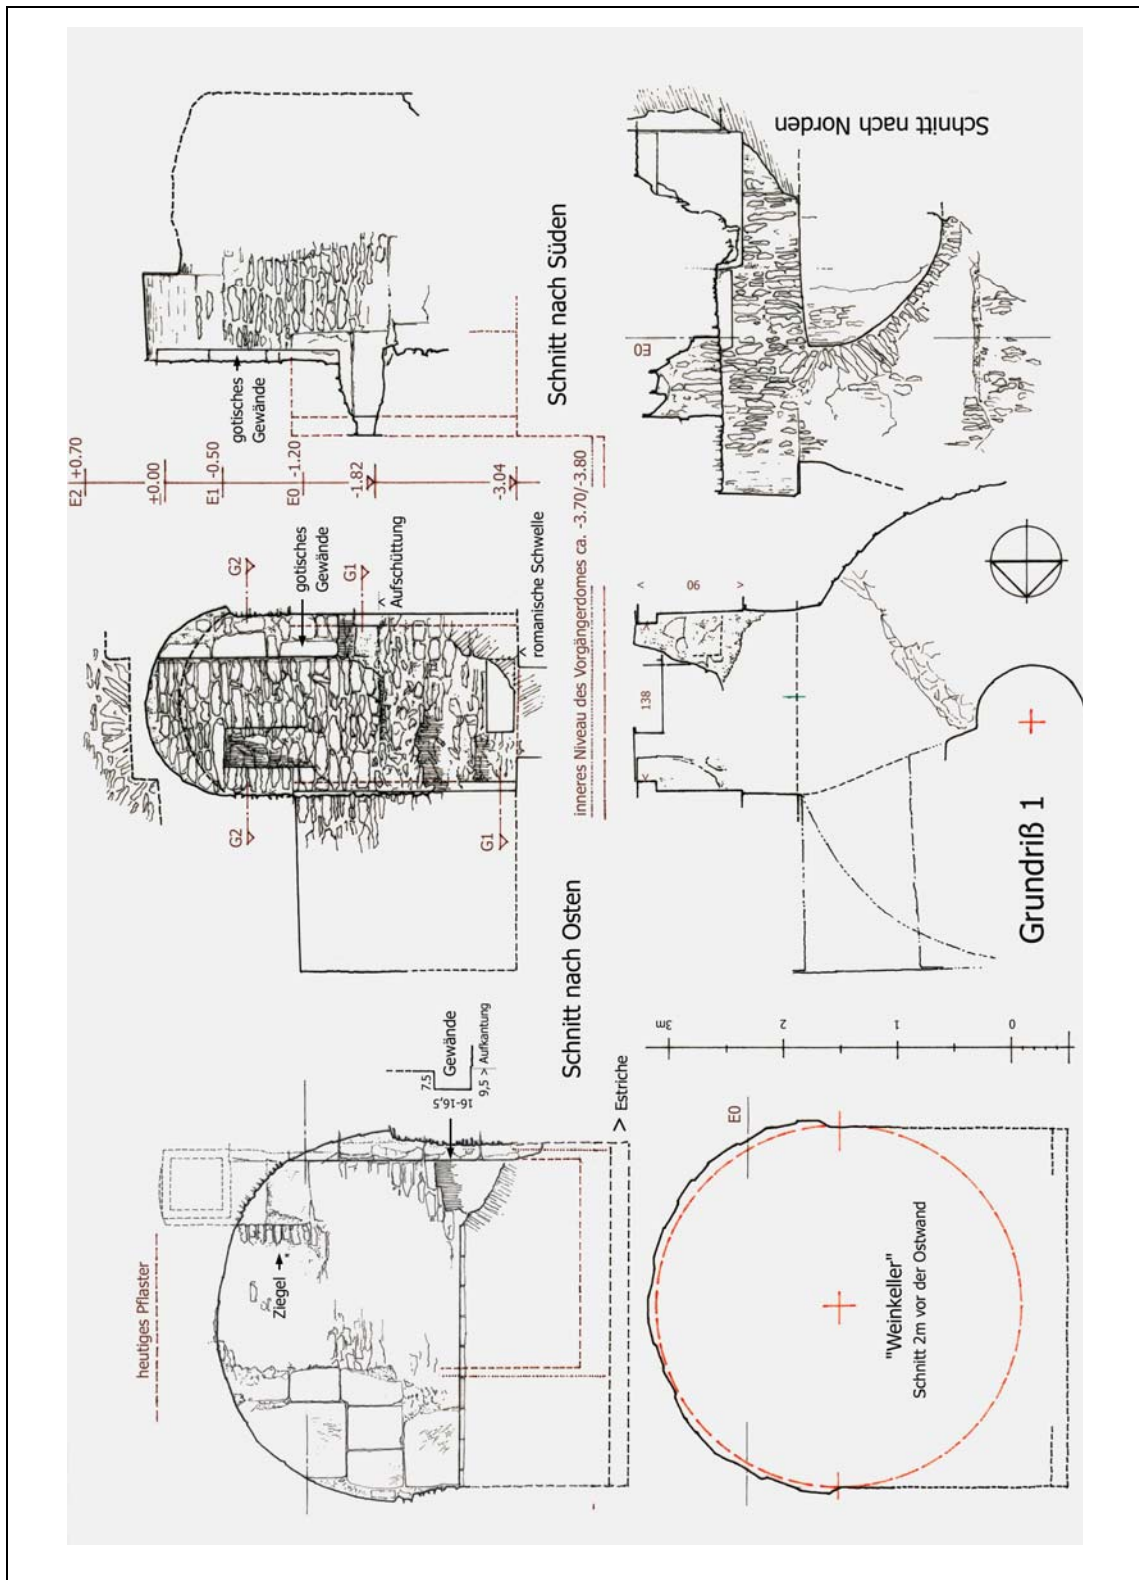 heutiges Pflaster
Ziegel
7.5
16-16,5
9,5 > Aufkantung
Gewände
Schnitt nach Osten
> Estriche
G2
G2
gotisches
Gewände
G1
G1
> Aufschüttung
> romanische Schwelle
E2 +0.70
±0.00
E1 -0.50
E0 -1.20
-1.82
-3.04
inneres Niveau des Vorgängerdomes ca. -3.70/-3.80
gotisches
Gewände
Schnitt nach Süden
E0
E0
"Weinkeller"
Schnitt 2m vor der Ostwand
3m
2
1
0
138
90
Grundriß 1
Schnitt nach Norden